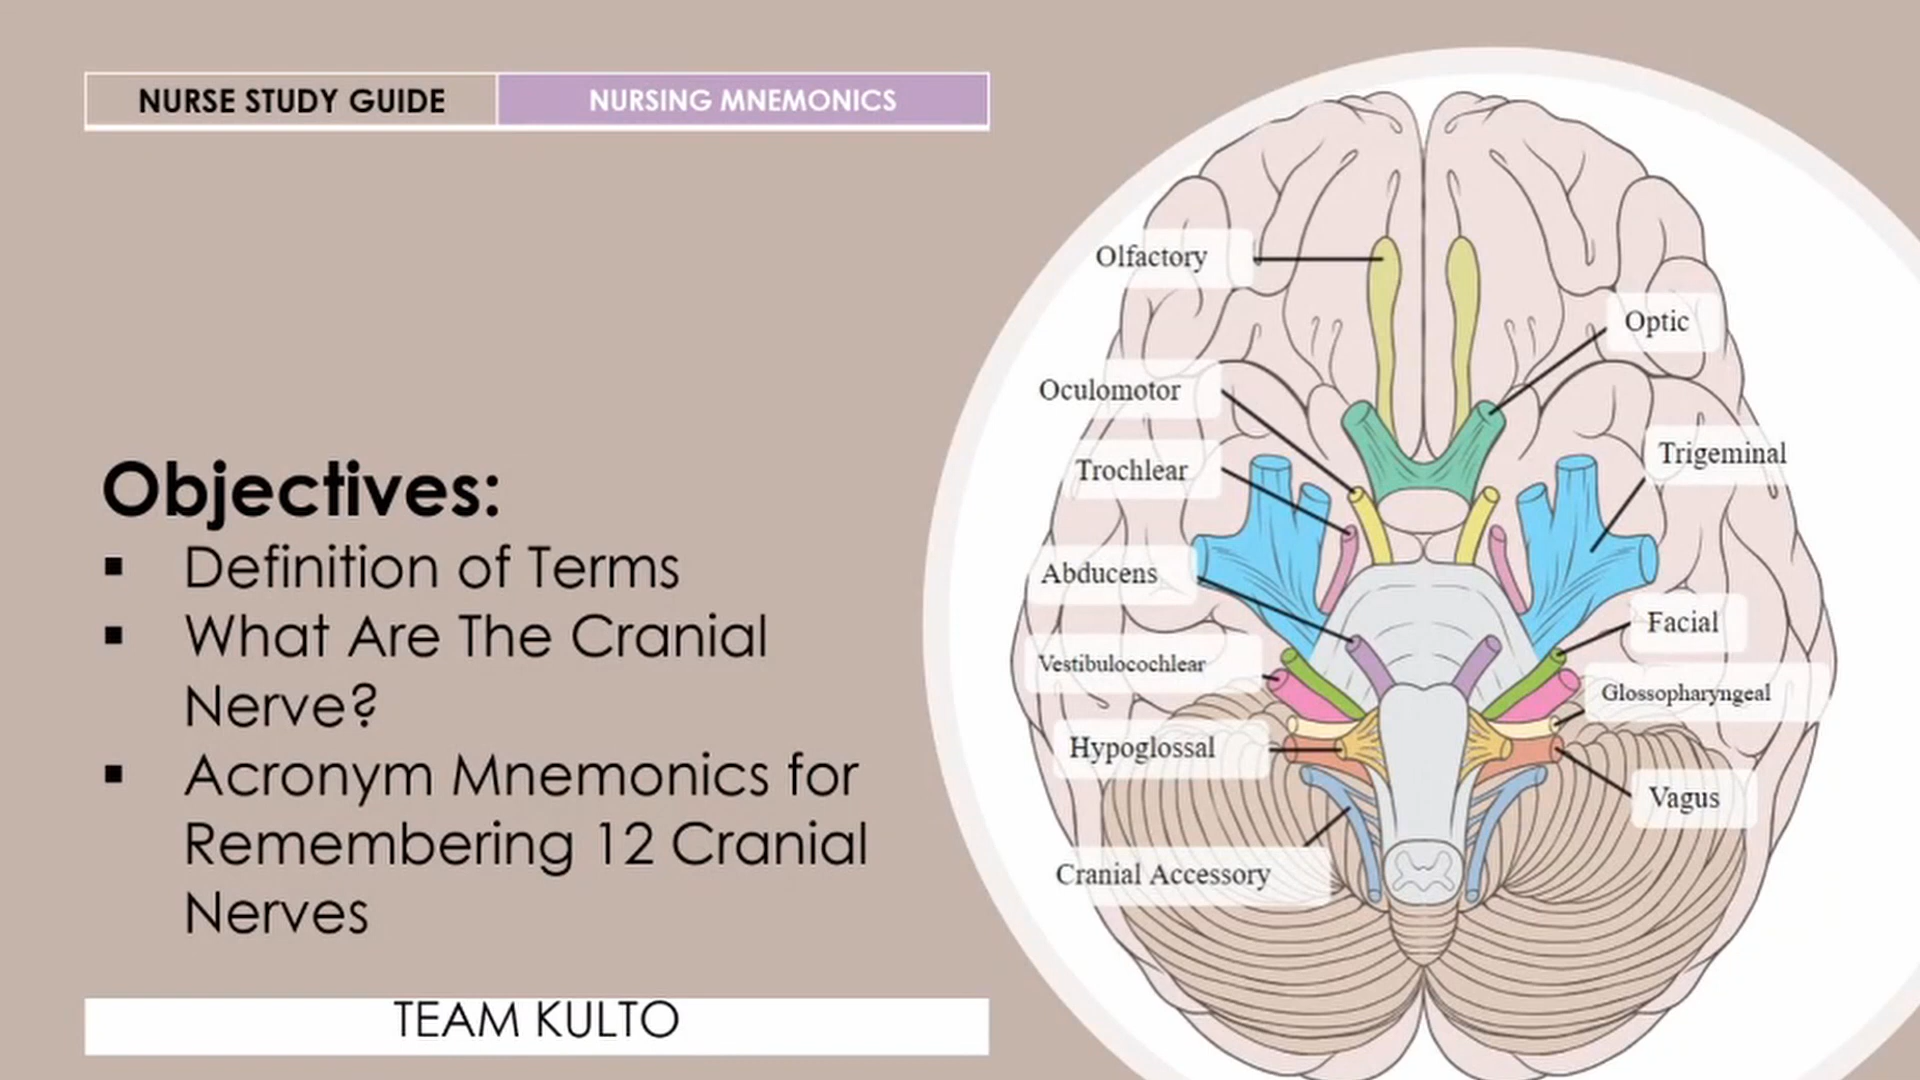 NURSE STUDY GUIDE
NURSING MNEMONICS
Objectives:
▪ Definition of Terms
▪ What Are The Cranial
Nerve?
▪ Acronym Mnemonics for
Remembering 12 Cranial
Nerves
TEAM KULTO
Olfactory
Optic
Oculomotor
Trigeminal
Trochlear
Abducens
Facial
Vestibulocochlear
Glossopharyngeal
Hypoglossal
Vagus
Cranial Accessory